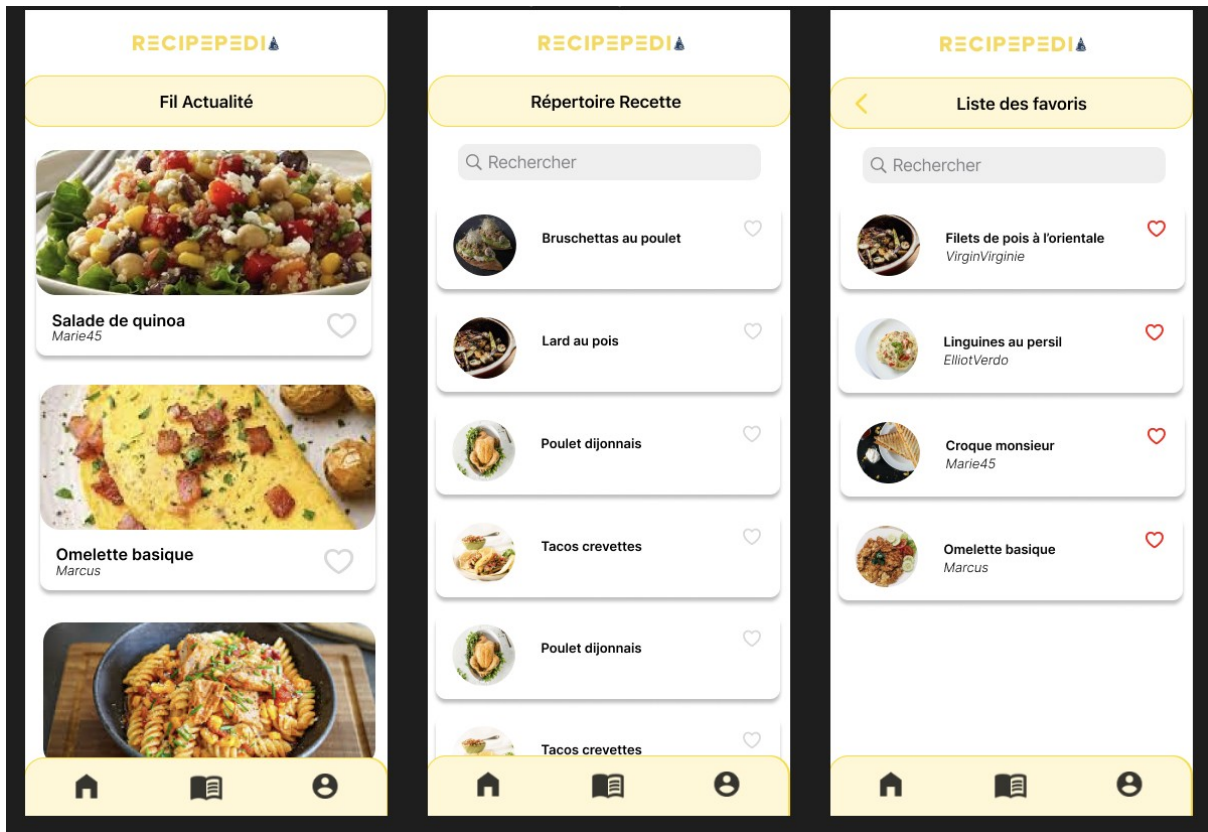 RECIPEPEDIA
Fil Actualité
Salade de quinoa
Marie45
Omelette basique
Marcus
RECIPEPEDIA
Répertoire Recette
Rechercher
Bruschettas au poulet
Lard au pois
Poulet dijonnais
Tacos crevettes
Poulet dijonnais
Tacos crevettes
RECIPEPEDIA
Liste des favoris
Rechercher
Filets de pois à l’orientale
VirginVirginie
Linguines au persil
ElliotVerdo
Croque monsieur
Marie45
Omelette basique
Marcus